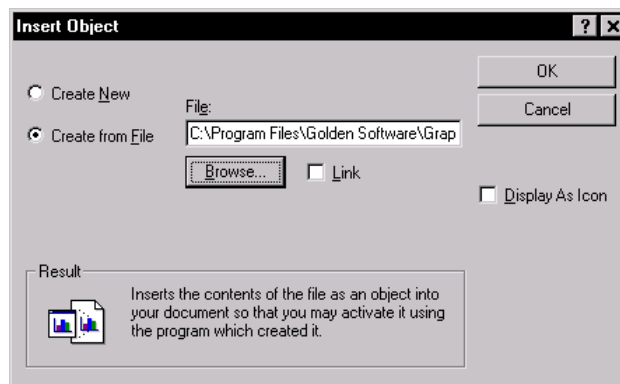 Insert Object
OK
Create New
File:
Cancel
Create from File
C:\Program Files\Golden Software\Grap
Browse...
Link
Display As Icon
Result
Inserts the contents of the file as an object into
your document so that you may activate it using
the program which created it.